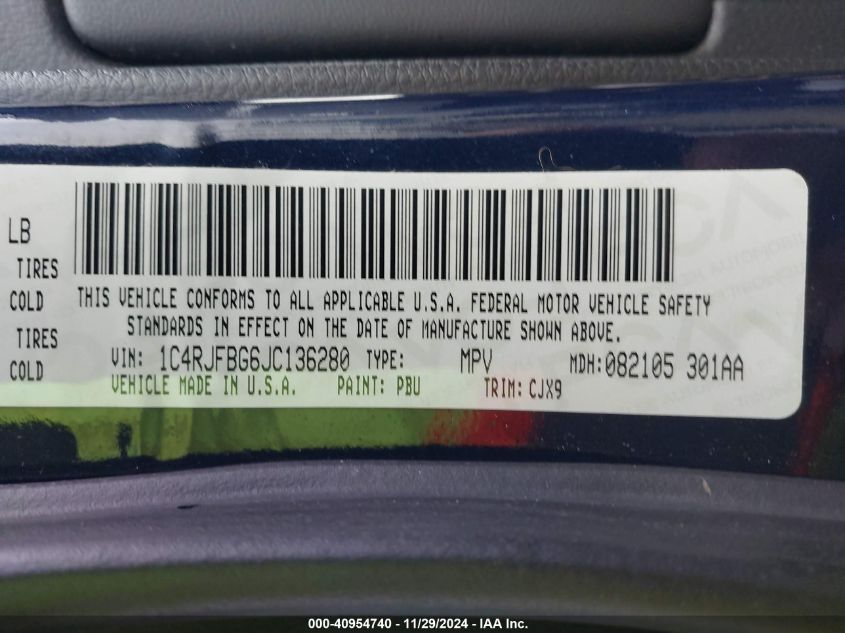 LB
TIRES
COLD
TIRES
COLD
THIS VEHICLE CONFORMS TO ALL APPLICABLE U.S.A. FEDERAL MOTOR VEHICLE SAFETY
STANDARDS IN EFFECT ON THE DATE OF MANUFACTURE SHOWN ABOVE.
VIN: 1C4RJFBG6JC136280 TYPE: MPV MDH:082105 301AA
VEHICLE MADE IN U.S.A. PAINT: PBU TRIM: CJX9
000-40954740 - 11/29/2024 - IAA Inc.